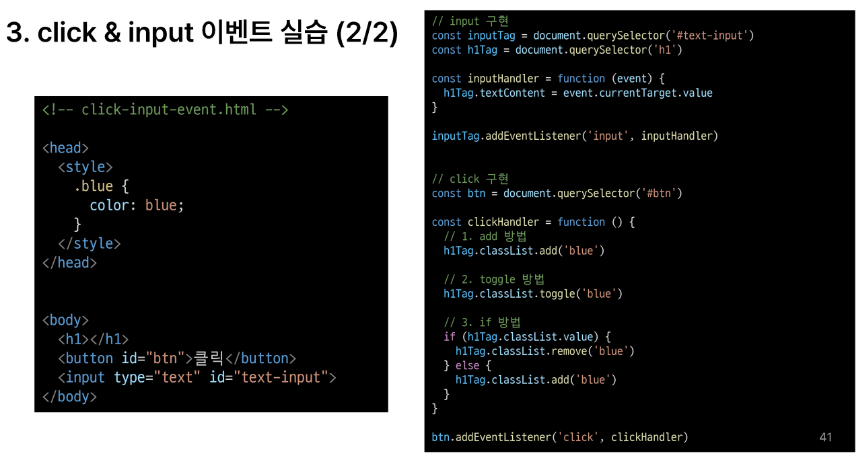 3. click & input 이벤트 실습 (2/2)
<!-- click-input-event.html -->
<head>
<style>
.blue {
color: blue;
}
</style>
</head>
<body>
<h1></h1>
<button id="btn">클릭</button>
<input type="text" id="text-input">
</body>
// input 구현
const inputTag = document.querySelector('#text-input')
const h1Tag = document.querySelector('h1')
const inputHandler = function (event) {
h1Tag.textContent = event.currentTarget.value
}
inputTag.addEventListener('input', inputHandler)
// click 구현
const btn = document.querySelector('#btn')
const clickHandler = function () {
// 1. add 방법
h1Tag.classList.add('blue')
// 2. toggle 방법
h1Tag.classList.toggle('blue')
// 3. if 방법
if (h1Tag.classList.value) {
h1Tag.classList.remove('blue')
} else {
h1Tag.classList.add('blue')
}
}
btn.addEventListener('click', clickHandler)
41